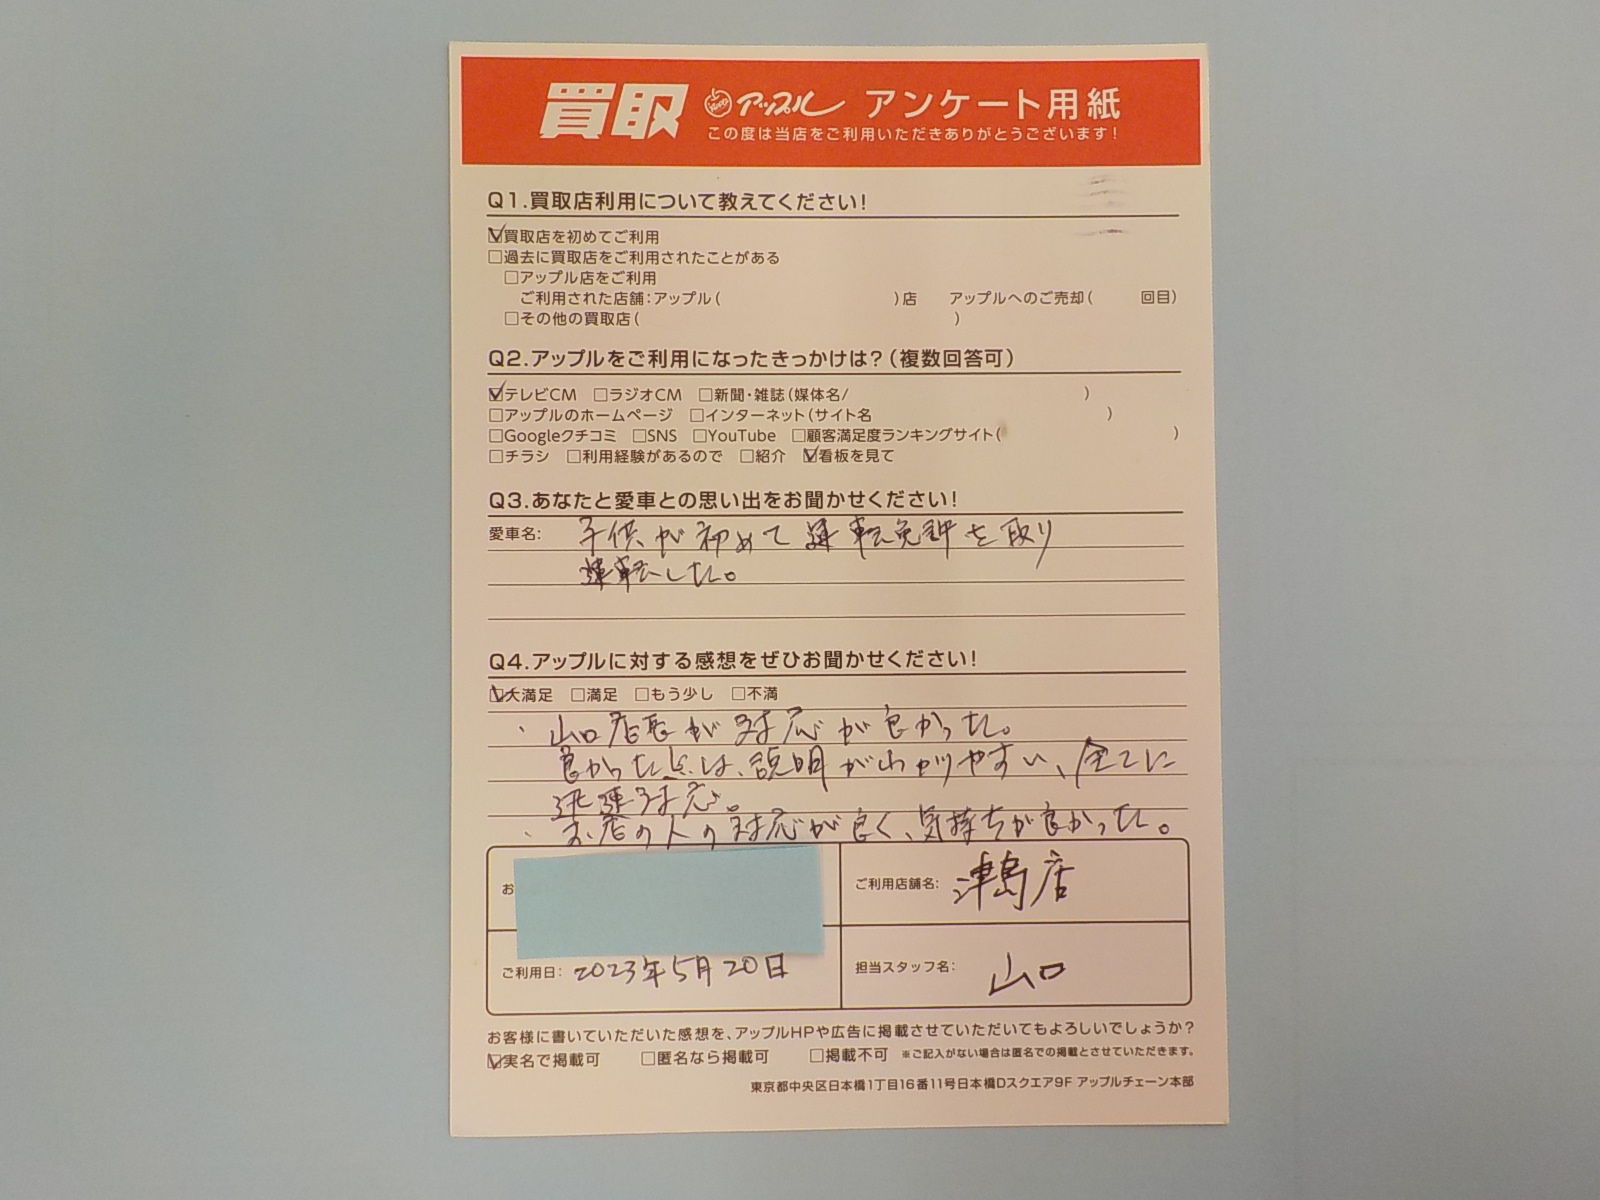 買取 アップル アンケート用紙
この度は当店をご利用いただきありがとうございます!
Q1.買取店利用について教えてください!
☑買取店を初めてご利用
□過去に買取店をご利用されたことがある
□アップル店をご利用
ご利用された店舗:アップル( )店 アップルへのご売却( 回目)
□その他の買取店( )
Q2.アップルをご利用になったきっかけは?(複数回答可)
☑テレビCM □ラジオCM □新聞・雑誌(媒体名/ )
□アップルのホームページ □インターネット(サイト名 )
□Googleクチコミ □SNS □YouTube □顧客満足度ランキングサイト( )
□チラシ □利用経験があるので □紹介 ☑看板を見て
Q3.あなたと愛車との思い出をお聞かせください!
愛車名: 子供が初めて運転免許を取り
運転した。
Q4.アップルに対する感想をぜひお聞かせください!
☑大満足 □満足 □もう少し □不満
・山口店長が対応が良かった。
良かった点は、説明がわかりやすい、全てに
迅速対応。
・お店の人の対応が良く、気持ちが良かった。
お
ご利用店舗名: 津島店
ご利用日: 2023年5月20日
担当スタッフ名: 山口
お客様に書いていただいた感想を、アップルHPや広告に掲載させていただいてもよろしいでしょうか?
☑実名で掲載可 □匿名なら掲載可 □掲載不可 ※ご記入がない場合は匿名での掲載とさせていただきます。
東京都中央区日本橋1丁目16番11号日本橋Dスクエア9F アップルチェーン本部